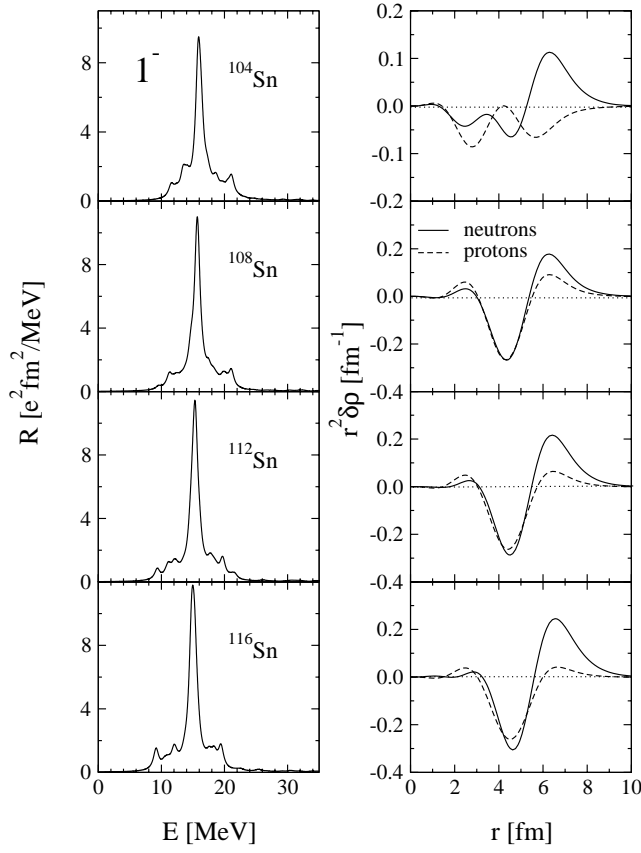 1⁻
¹⁰⁴Sn
8
4
0
0.2
0.1
0.0
-0.1
0.2
¹⁰⁸Sn
8
4
0
neutrons
protons
0.2
0.0
-0.2
-0.4
¹¹²Sn
8
4
0
0.2
0.0
-0.2
-0.4
¹¹⁶Sn
8
4
0
0.2
0.0
-0.2
-0.4
0 10 20 30
0 2 4 6 8 10
R [e²fm²/MeV]
r²δρ [fm⁻¹]
E [MeV]
r [fm]